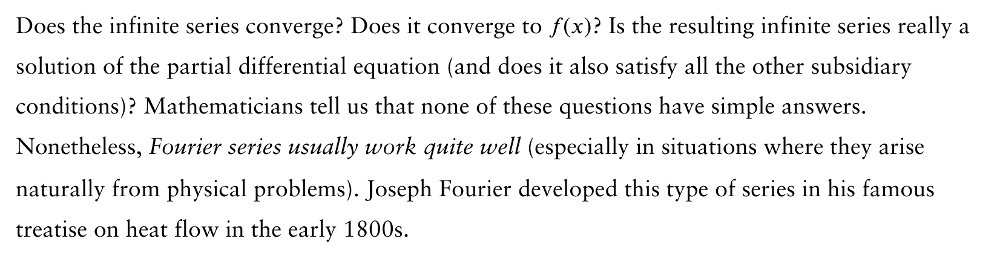 Does the infinite series converge? Does it converge to f(x)? Is the resulting infinite series really a
solution of the partial differential equation (and does it also satisfy all the other subsidiary
conditions)? Mathematicians tell us that none of these questions have simple answers.
Nonetheless, Fourier series usually work quite well (especially in situations where they arise
naturally from physical problems). Joseph Fourier developed this type of series in his famous
treatise on heat flow in the early 1800s.